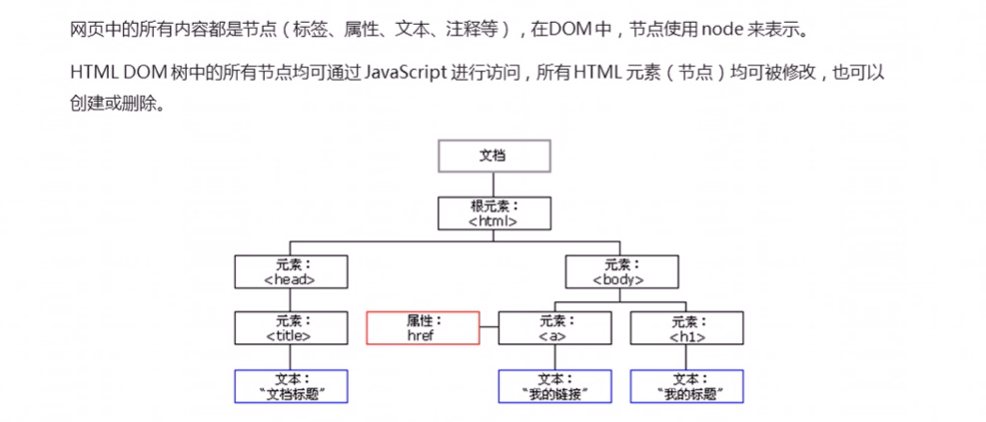 网页中的所有内容都是节点（标签、属性、文本、注释等），在DOM 中，节点使用 node 来表示。
HTML DOM 树中的所有节点均可通过 JavaScript 进行访问，所有 HTML 元素（节点）均可被修改，也可以
创建或删除。
文档
根元素：
<html>
元素：
<head>
元素：
<body>
元素：
<title>
属性：
href
元素：
<a>
元素：
<h1>
文本：
"文档标题"
文本：
"我的链接"
文本：
"我的标题"